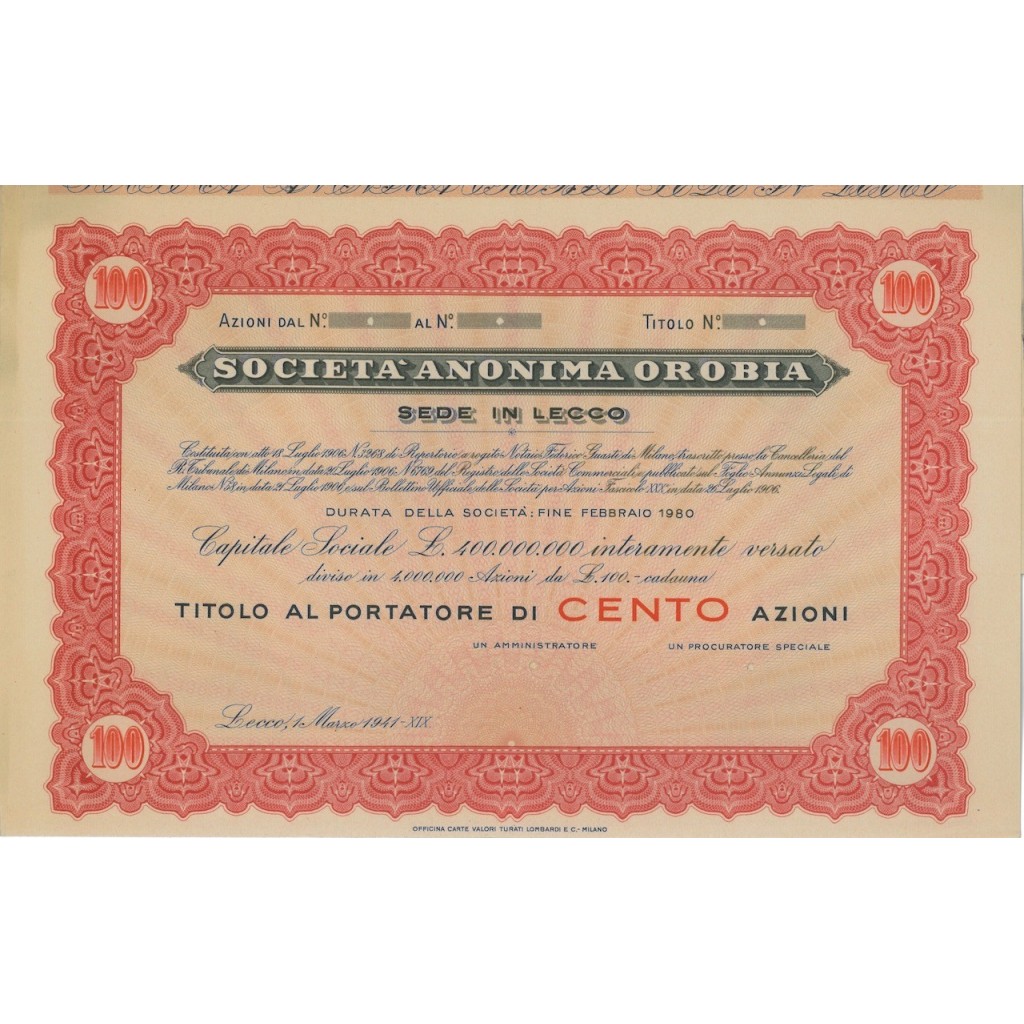 100 100
AZIONI DAL N.º AL N.º TITOLO N.º
SOCIETA' ANONIMA OROBIA
SEDE IN LECCO
Costituita con atto 18 Luglio 1906 N. 3268 di Repertorio a rogito Notaio Federico Guasti di Milano, trascritto presso la Cancelleria del
R. Tribunale di Milano in data 20 Luglio 1906 N. 6769 del Registro delle Società Commerciali e pubblicato sul Foglio Annunzi Legale di
Milano N. 8 in data 21 Luglio 1906 e sul Bollettino Ufficiale delle Società per Azioni Fascicolo XXX in data 26 Luglio 1906.
DURATA DELLA SOCIETÀ: FINE FEBBRAIO 1980
Capitale Sociale L. 400.000.000 interamente versato
diviso in 4.000.000 Azioni da L. 100.- cadauna
TITOLO AL PORTATORE DI CENTO AZIONI
UN AMMINISTRATORE UN PROCURATORE SPECIALE
Lecco, 1 Marzo 1941-XIX.
100 100
OFFICINA CARTE VALORI TURATI LOMBARDI E C.- MILANO